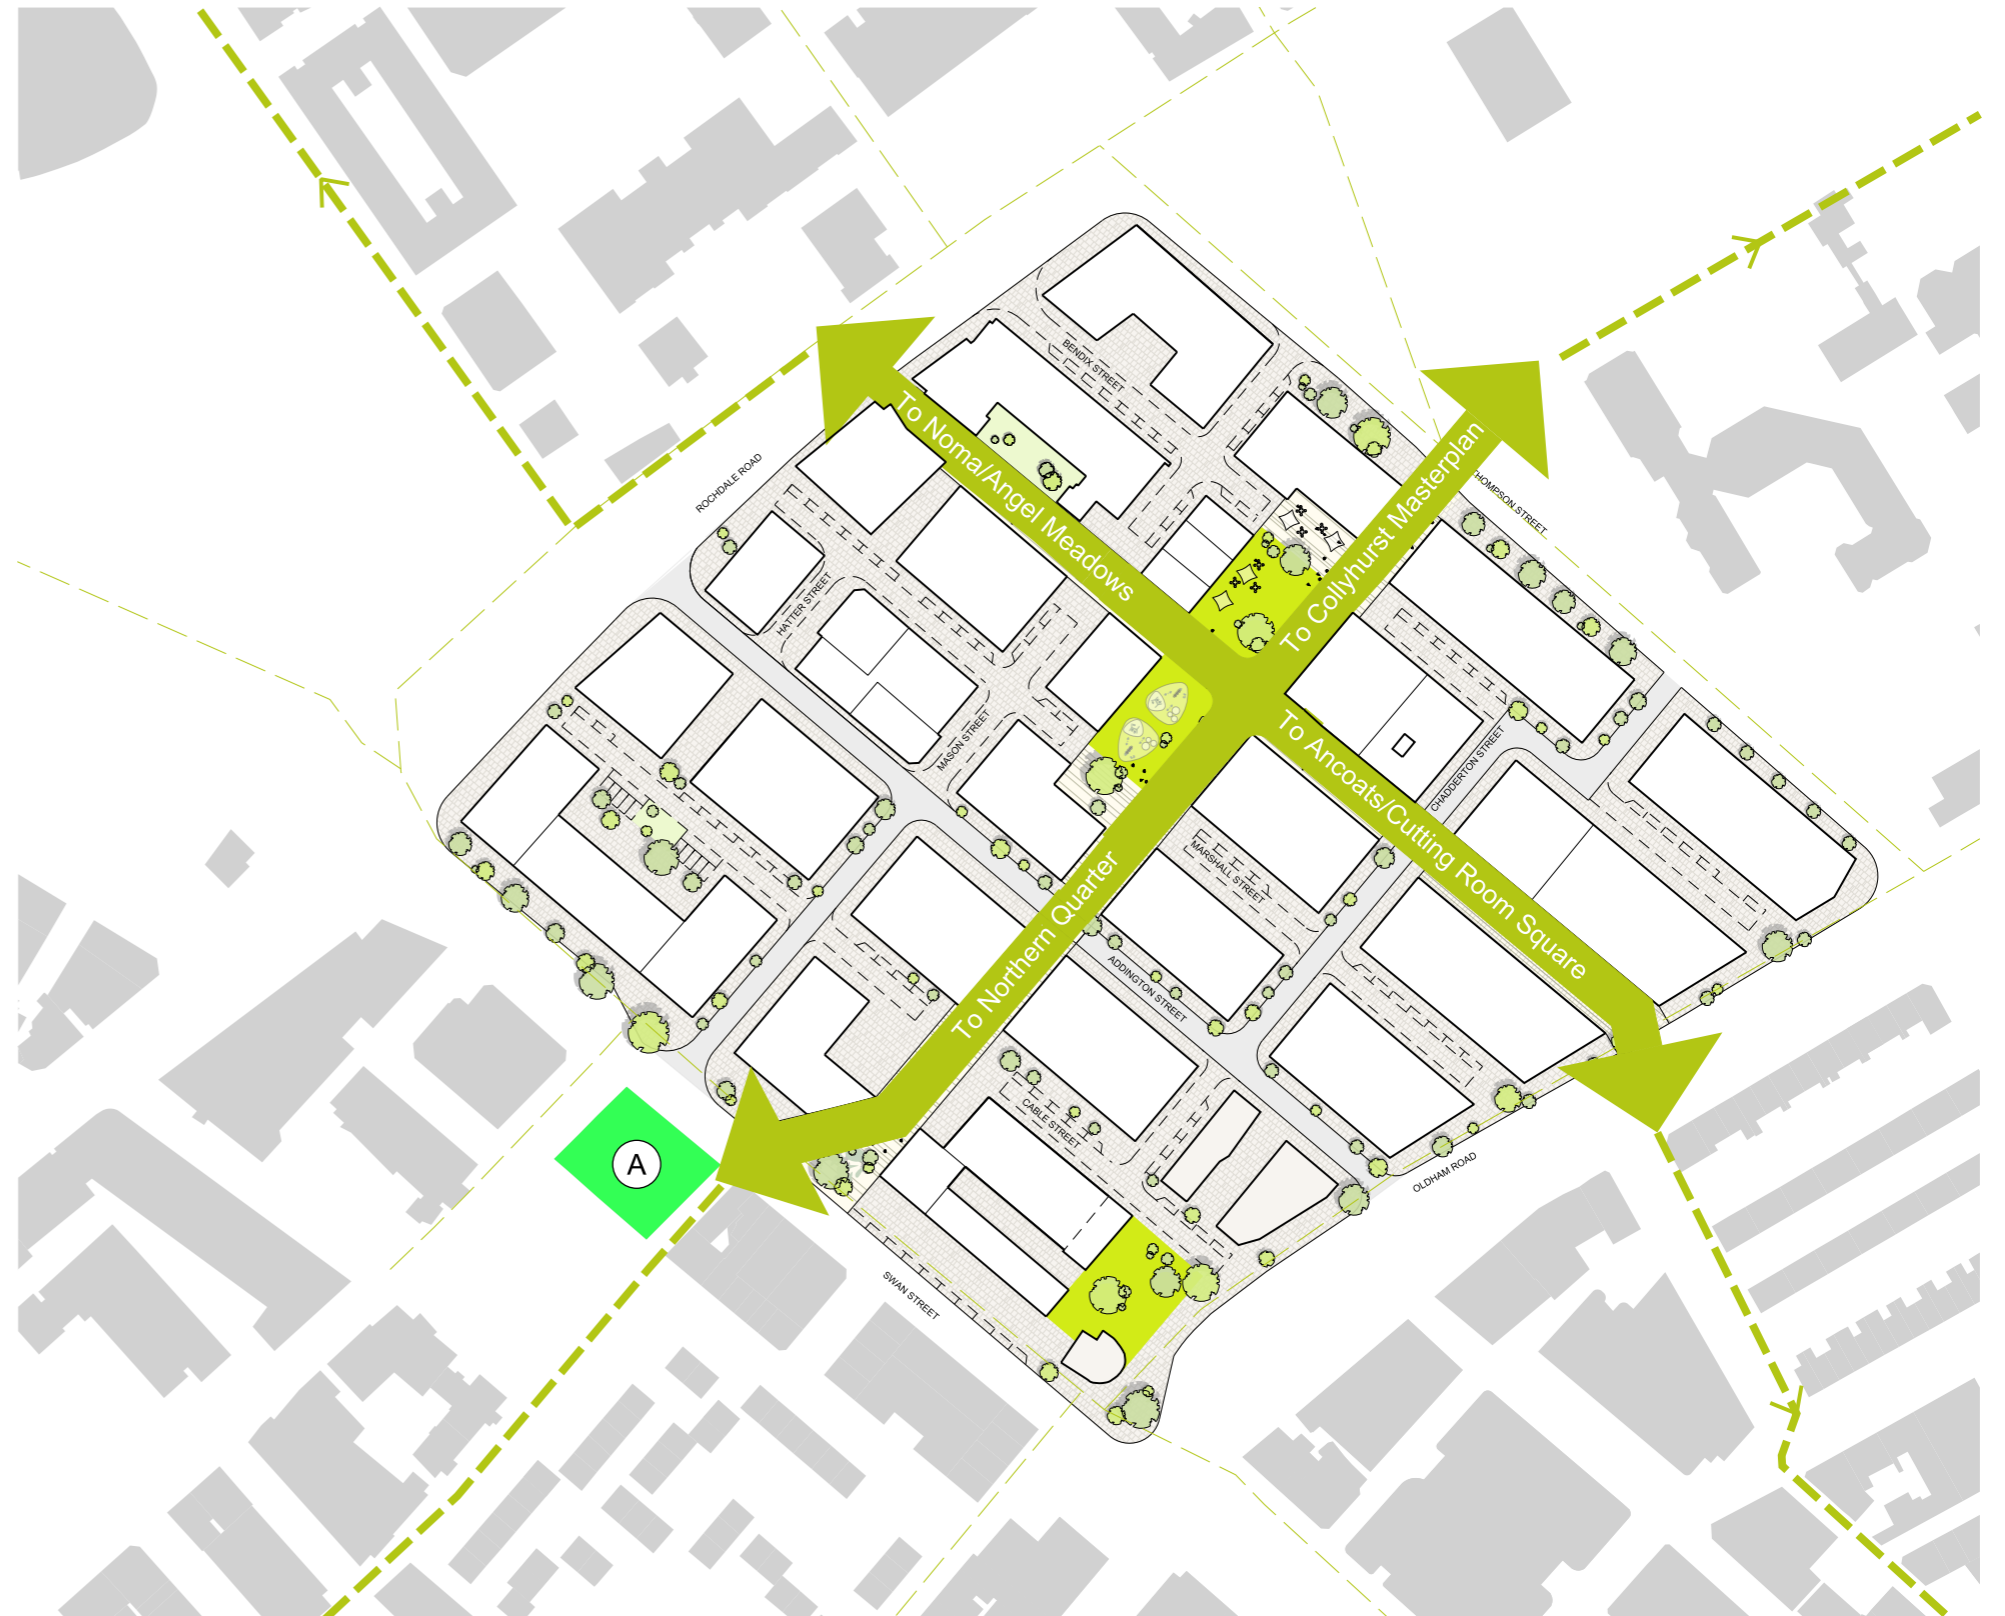 BENDIX STREET
To Noma/Angel Meadows
To Collyhurst Masterplan
ROCHDALE ROAD
THOMPSON STREET
HATTER STREET
MASON STREET
CHADDERTON STREET
To Ancoats/Cutting Room Square
MARSHALL STREET
To Northern Quarter
ADDINGTON STREET
CABLE STREET
A
OLDHAM ROAD
SWAN STREET